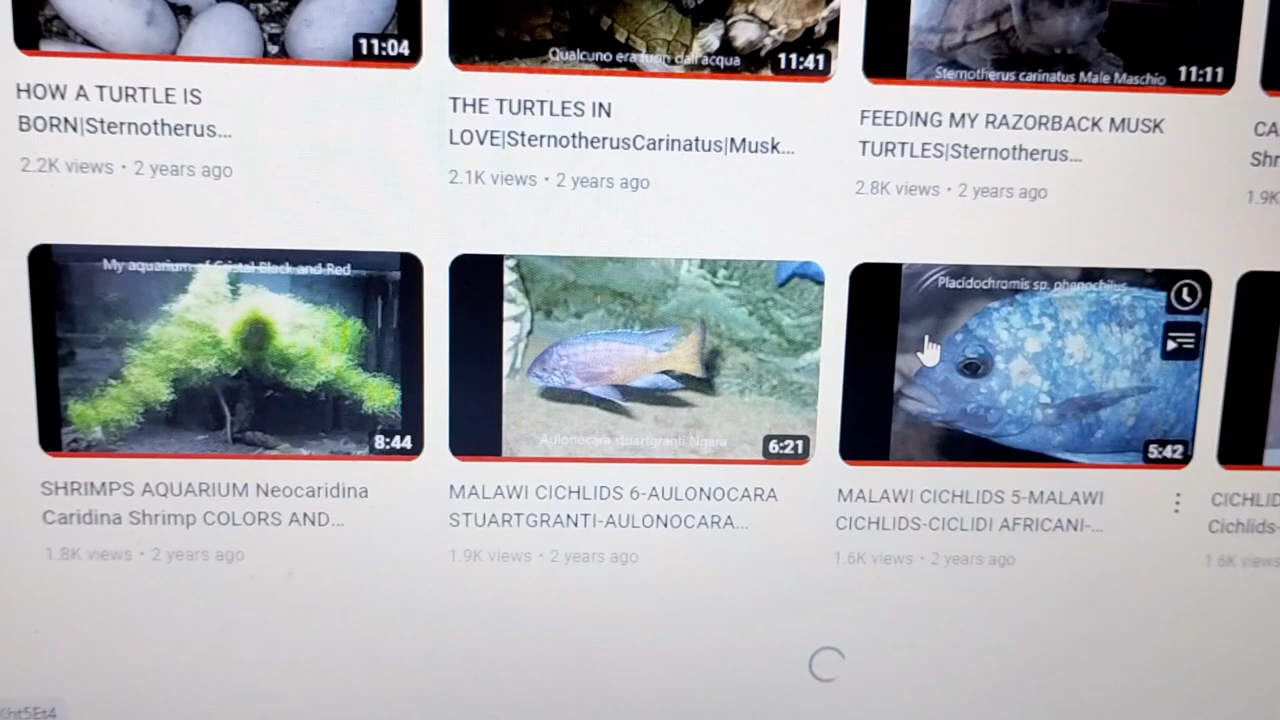 11:04
Qualcuno era fuori dall'acqua
11:41
Sternotherus carinatus Male Maschio
11:11
HOW A TURTLE IS
BORN|Sternotherus...
2.2K views • 2 years ago
THE TURTLES IN
LOVE|SternotherusCarinatus|Musk...
2.1K views • 2 years ago
FEEDING MY RAZORBACK MUSK
TURTLES|Sternotherus...
2.8K views • 2 years ago
CA
Shr
1.9K
My aquarium of Cristal Black and Red
8:44
Aulonocara stuartgranti Ngara
6:21
Placidochromis sp. phenochilus
5:42
SHRIMPS AQUARIUM Neocaridina
Caridina Shrimp COLORS AND...
1.8K views • 2 years ago
MALAWI CICHLIDS 6-AULONOCARA
STUARTGRANTI-AULONOCARA...
1.9K views • 2 years ago
MALAWI CICHLIDS 5-MALAWI
CICHLIDS-CICLIDI AFRICANI-...
1.6K views • 2 years ago
CICHLID
Cichlids-
1.6K views